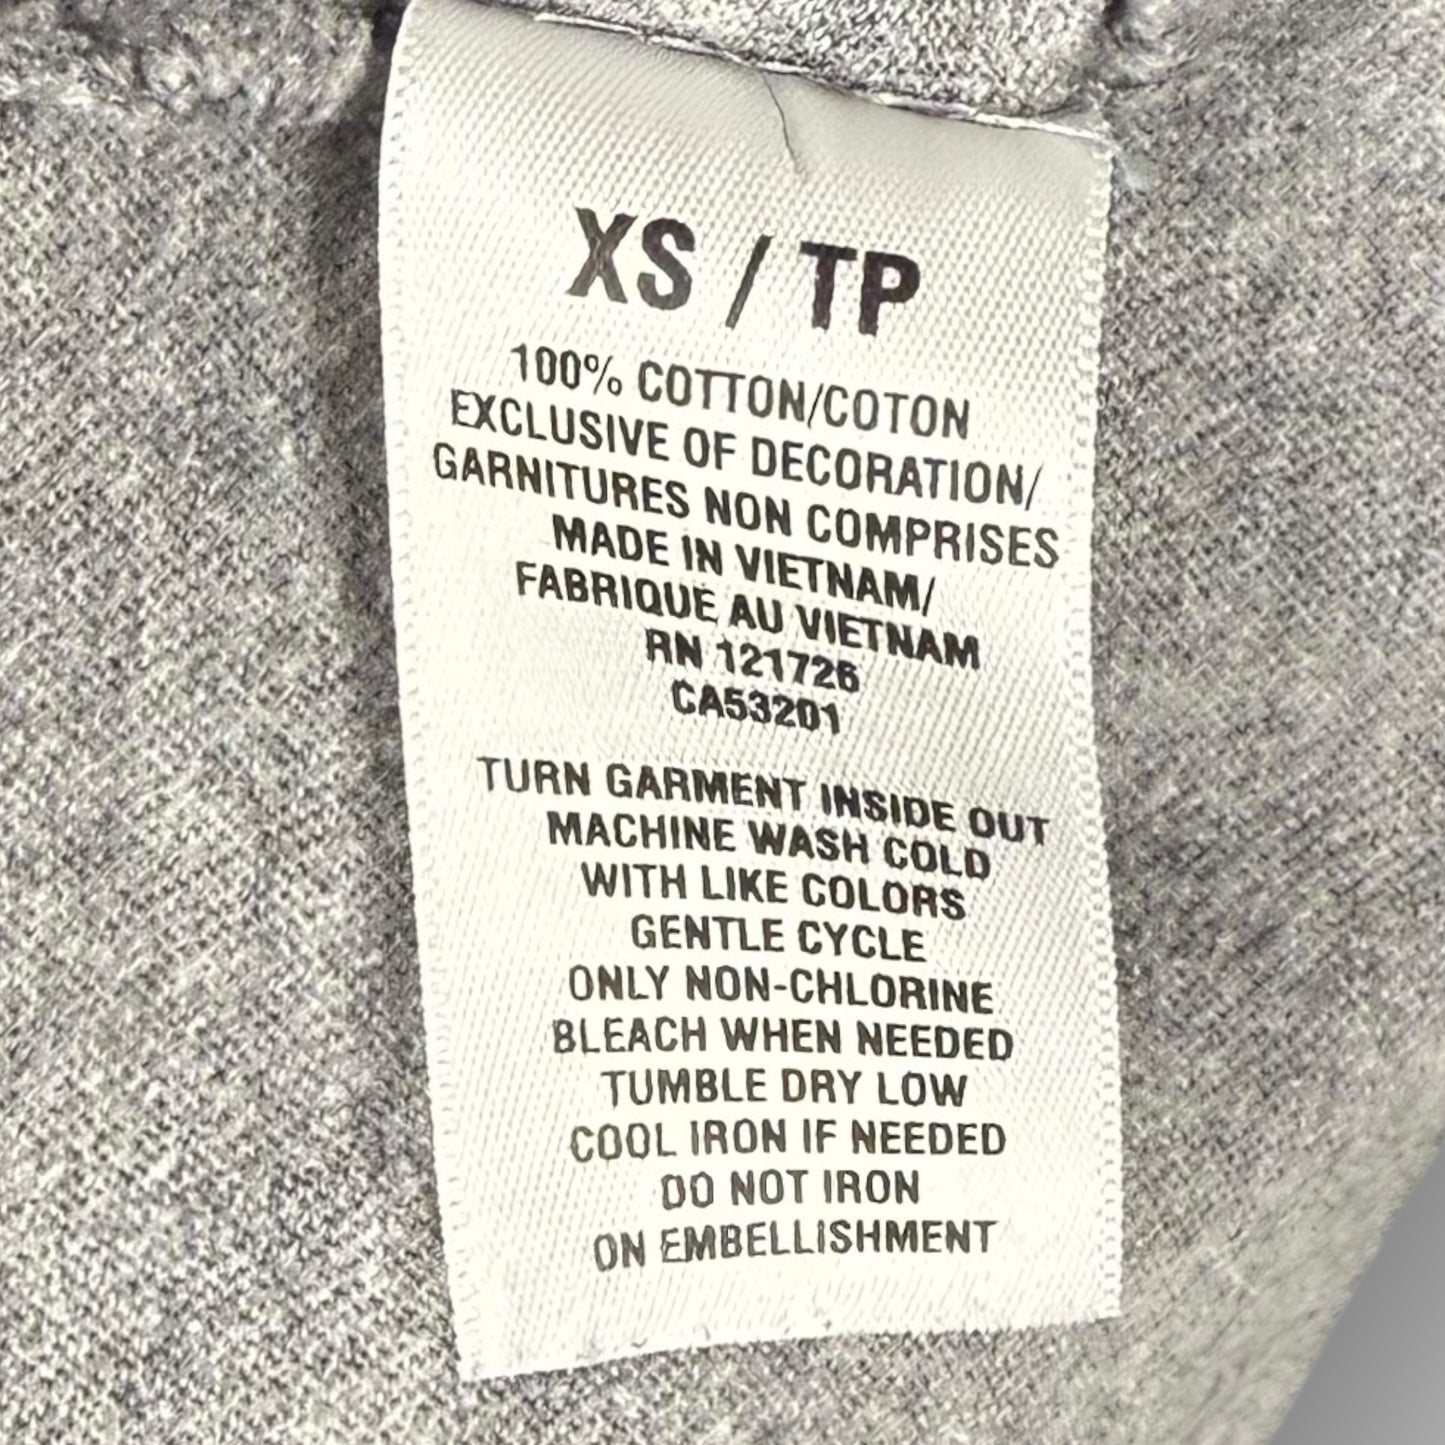 XS / TP
100% COTTON/COTON
EXCLUSIVE OF DECORATION/
GARNITURES NON COMPRISES
MADE IN VIETNAM/
FABRIQUE AU VIETNAM
RN 121726
CA53201
TURN GARMENT INSIDE OUT
MACHINE WASH COLD
WITH LIKE COLORS
GENTLE CYCLE
ONLY NON-CHLORINE
BLEACH WHEN NEEDED
TUMBLE DRY LOW
COOL IRON IF NEEDED
DO NOT IRON
ON EMBELLISHMENT